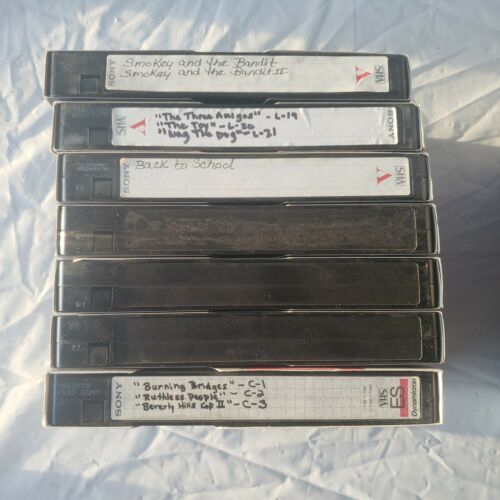 Smokey and the Bandit
Smokey and the Bandit II
SONY
VHS
V
"The Three Amigos" - L-19
"The Toy" - L-20
"Wag The Dog" - L-21
VHS
V
SONY
Back to School
SONY
VHS
V
SONY
"Burning Bridges" - C-1
"Ruthless People" - C-2
"Beverly Hills Cop II" - C-3
VHS
ES
Dynamicron